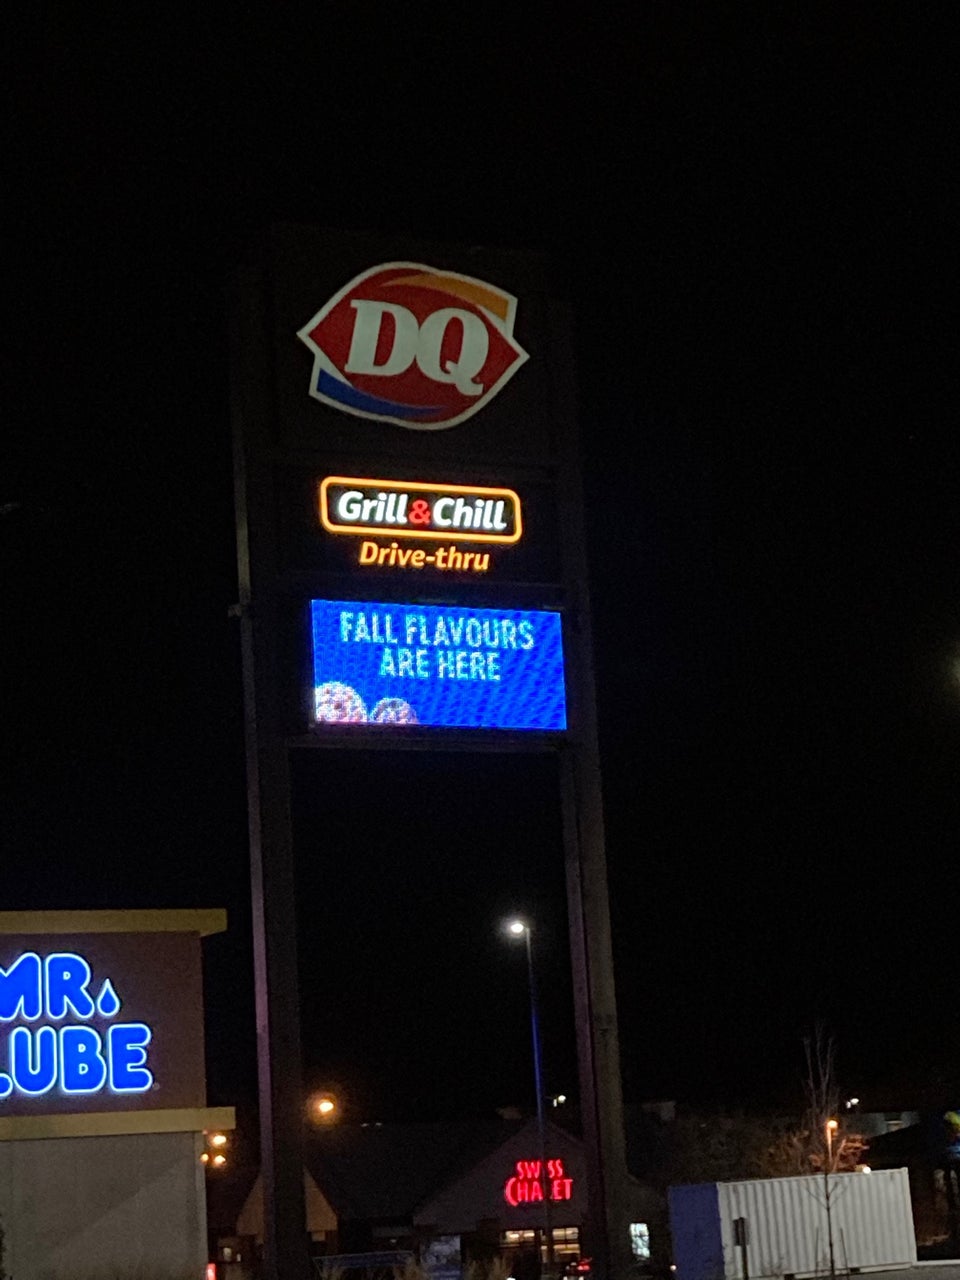 DQ
Grill & Chill
Drive-thru
FALL FLAVOURS
ARE HERE
MR.
LUBE
SWISS
CHALET